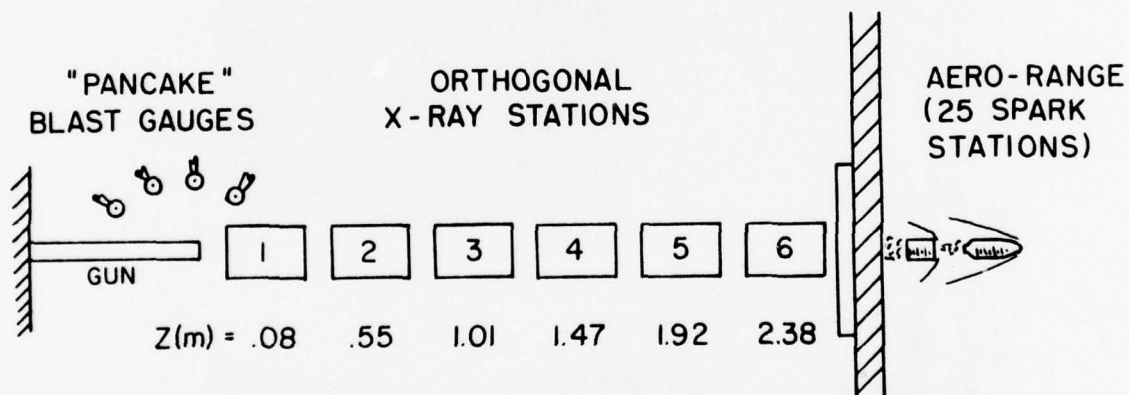 "PANCAKE"
BLAST GAUGES
ORTHOGONAL
X-RAY STATIONS
AERO-RANGE
(25 SPARK
STATIONS)
GUN
1 2 3 4 5 6
Z(m) = .08 .55 1.01 1.47 1.92 2.38